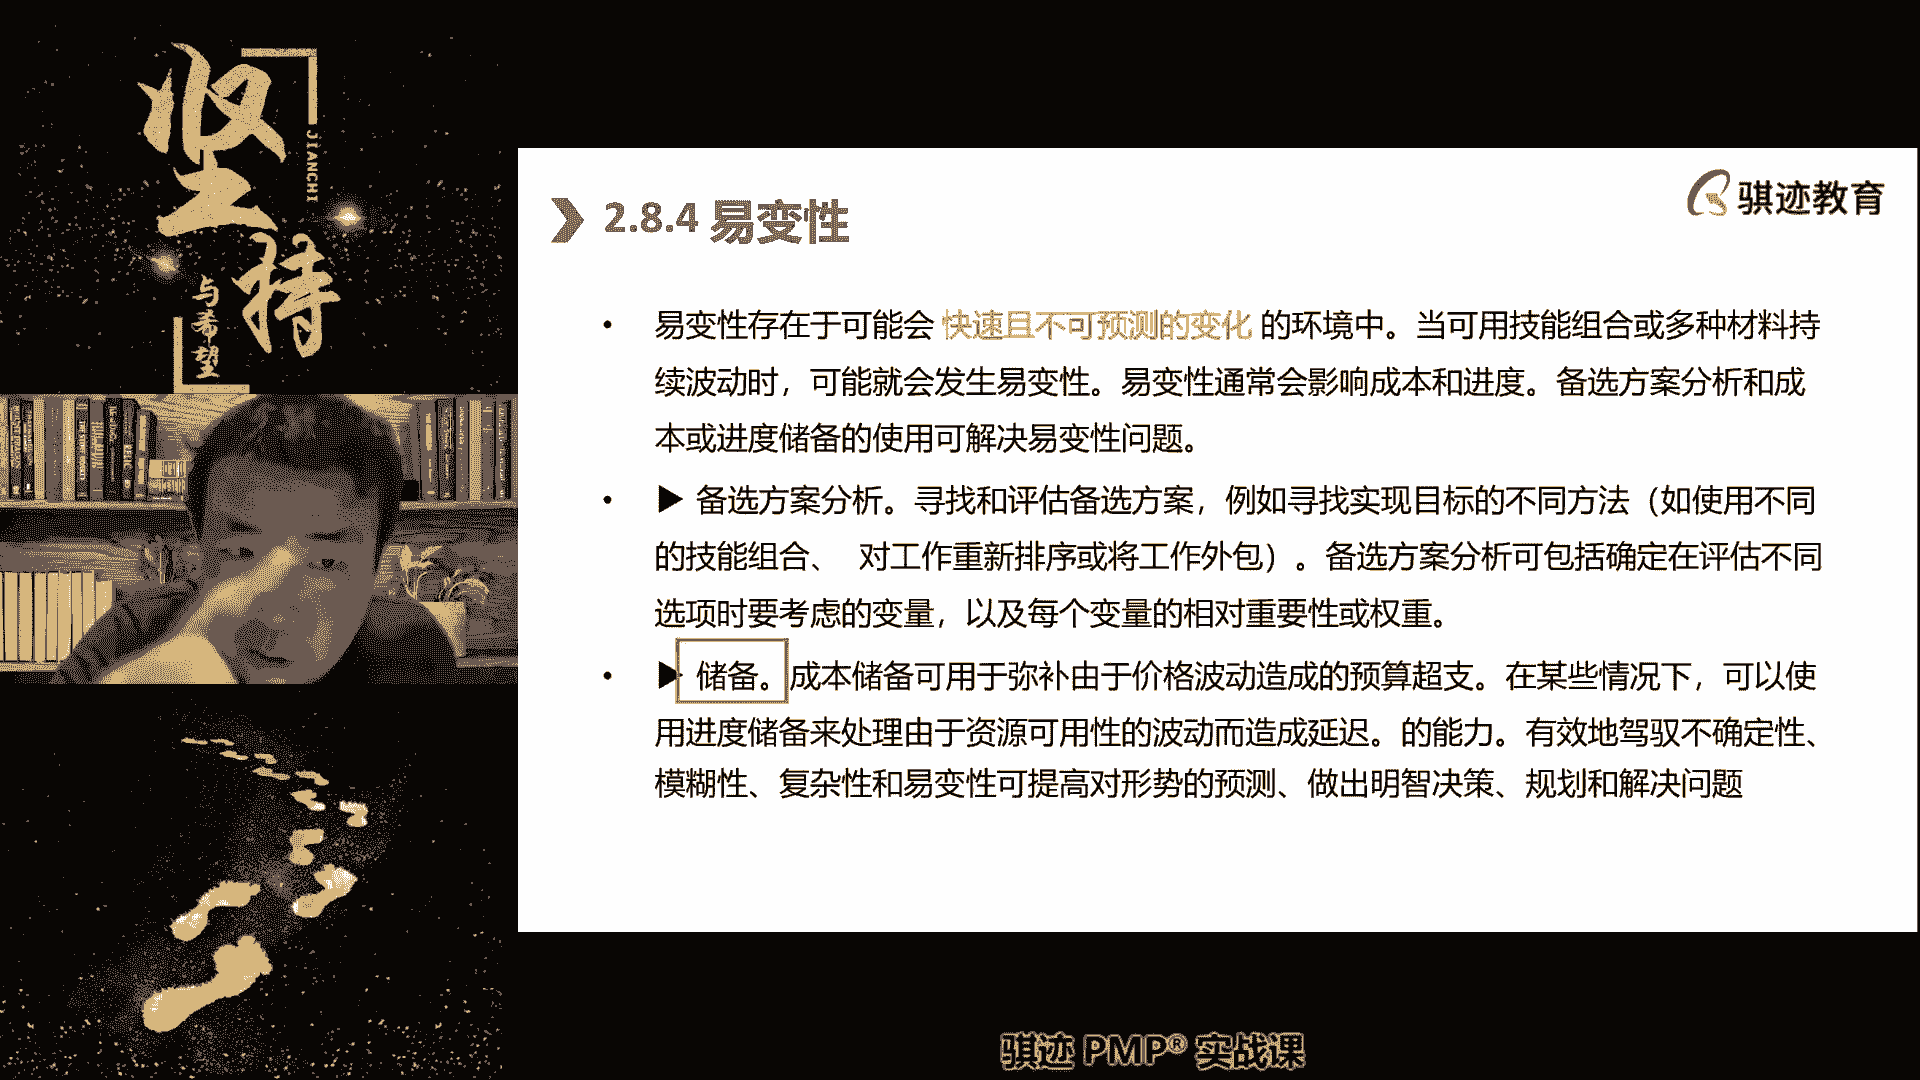 坚持
JIANCHI
与希望
骐迹教育
2.8.4 易变性
• 易变性存在于可能会 快速且不可预测的变化 的环境中。当可用技能组合或多种材料持
续波动时，可能就会发生易变性。易变性通常会影响成本和进度。备选方案分析和成
本或进度储备的使用可解决易变性问题。
• ▶ 备选方案分析。寻找和评估备选方案，例如寻找实现目标的不同方法（如使用不同
的技能组合、 对工作重新排序或将工作外包）。备选方案分析可包括确定在评估不同
选项时要考虑的变量，以及每个变量的相对重要性或权重。
• ▶ 储备。成本储备可用于弥补由于价格波动造成的预算超支。在某些情况下，可以使
用进度储备来处理由于资源可用性的波动而造成延迟。的能力。有效地驾驭不确定性、
模糊性、复杂性和易变性可提高对形势的预测、做出明智决策、规划和解决问题
骐迹 PMP® 实战课